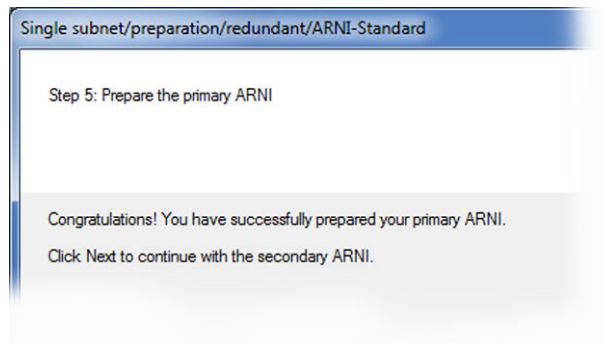 Single subnet/preparation/redundant/ARNI-Standard
Step 5: Prepare the primary ARNI
Congratulations! You have successfully prepared your primary ARNI.
Click Next to continue with the secondary ARNI.